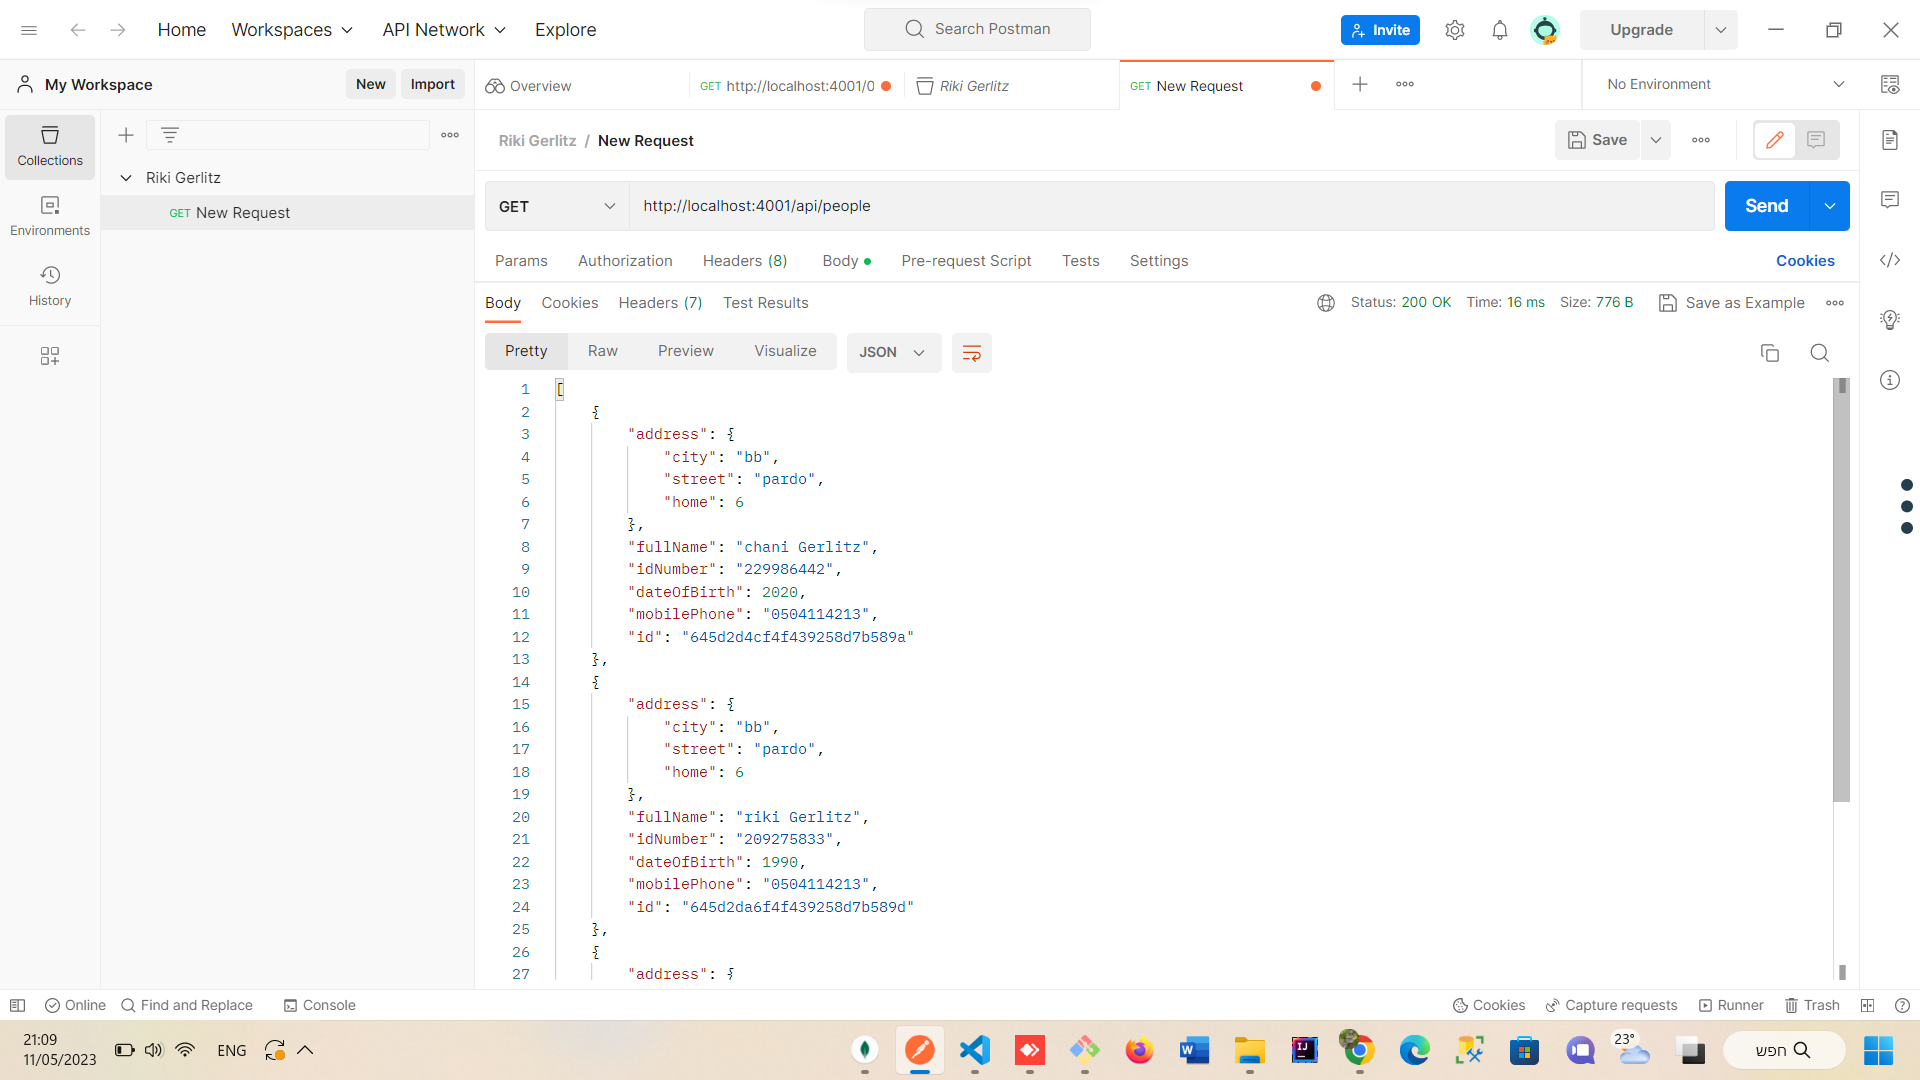 Home
Workspaces
API Network
Explore
Search Postman
Invite
Upgrade
My Workspace
New
Import
Overview
GET http://localhost:4001/0
Riki Gerlitz
GET New Request
No Environment
Collections
Environments
History
Riki Gerlitz
GET New Request
Riki Gerlitz / New Request
Save
GET
http://localhost:4001/api/people
Send
Params
Authorization
Headers (8)
Body
Pre-request Script
Tests
Settings
Cookies
Body
Cookies
Headers (7)
Test Results
Status: 200 OK
Time: 16 ms
Size: 776 B
Save as Example
Pretty
Raw
Preview
Visualize
JSON
1 [
2 {
3 "address": {
4 "city": "bb",
5 "street": "pardo",
6 "home": 6
7 },
8 "fullName": "chani Gerlitz",
9 "idNumber": "229986442",
10 "dateOfBirth": 2020,
11 "mobilePhone": "0504114213",
12 "id": "645d2d4cf4f439258d7b589a"
13 },
14 {
15 "address": {
16 "city": "bb",
17 "street": "pardo",
18 "home": 6
19 },
20 "fullName": "riki Gerlitz",
21 "idNumber": "209275833",
22 "dateOfBirth": 1990,
23 "mobilePhone": "0504114213",
24 "id": "645d2da6f4f439258d7b589d"
25 },
26 {
27 "address": {
Online
Find and Replace
Console
Cookies
Capture requests
Runner
Trash
21:09
11/05/2023
ENG
23°
חפש